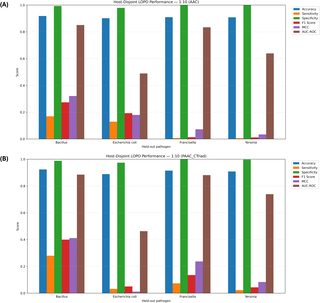 (A)
Host-Disjoint LOPO Performance — 1:10 (AAC)
Score
1.0
0.8
0.6
0.4
0.2
0.0
Bacillus
Escherichia coli
Francisella
Yersinia
Held-out pathogen
Accuracy
Sensitivity
Specificity
F1 Score
MCC
AUC-ROC
(B)
Host-Disjoint LOPO Performance — 1:10 (PAAC_CTriad)
Score
1.0
0.8
0.6
0.4
0.2
0.0
Bacillus
Escherichia coli
Francisella
Yersinia
Held-out pathogen
Accuracy
Sensitivity
Specificity
F1 Score
MCC
AUC-ROC